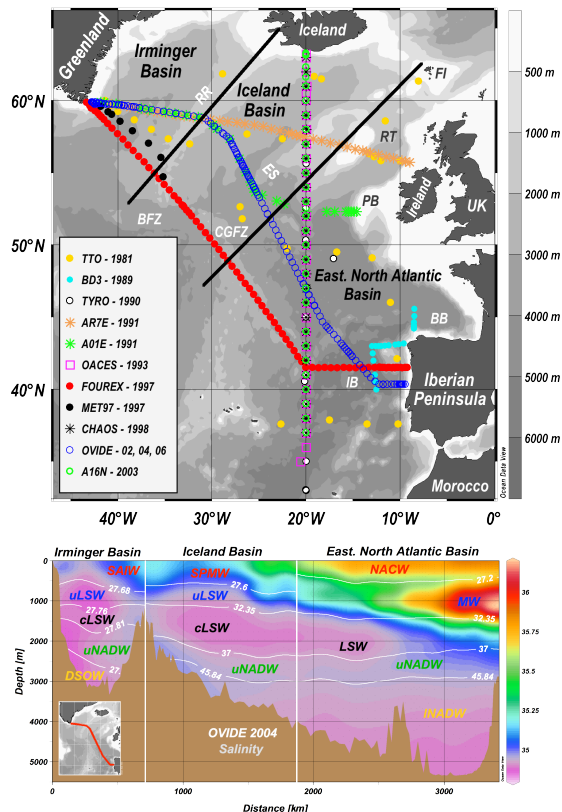 Greenland
Iceland
Irminger
Basin
Iceland
Basin
RR
FI
RT
ES
PB
BFZ
CGFZ
Ireland
UK
East. North Atlantic
Basin
BB
IB
Iberian
Peninsula
Morocco
60°N
50°N
40°N
40°W
30°W
20°W
10°W
0°
500 m
1000 m
2000 m
3000 m
4000 m
5000 m
6000 m
Ocean Data View
TTO - 1981
BD3 - 1989
TYRO - 1990
AR7E - 1991
A01E - 1991
OACES - 1993
FOUREX - 1997
MET97 - 1997
CHAOS - 1998
OVIDE - 02, 04, 06
A16N - 2003
Irminger Basin
Iceland Basin
East. North Atlantic Basin
SAIW
SPMW
NACW
27.68
27.6
27.2
uLSW
uLSW
MW
27.76
32.35
32.35
cLSW
27.81
cLSW
LSW
uNADW
37
37
27.
uNADW
uNADW
DSOW
45.84
45.84
lNADW
OVIDE 2004
Salinity
Depth [m]
0
1000
2000
3000
4000
5000
0
1000
2000
3000
Distance [km]
36
35.75
35.5
35.25
35